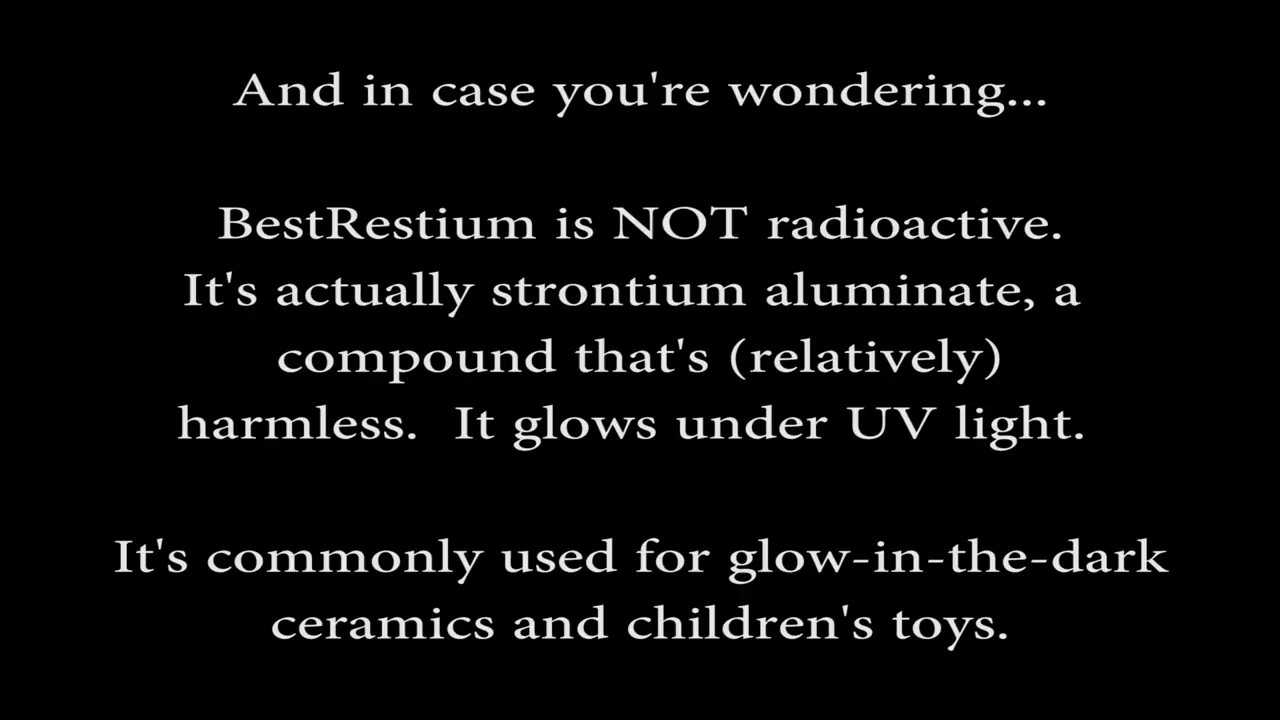 And in case you're wondering...
BestRestium is NOT radioactive.
It's actually strontium aluminate, a
compound that's (relatively)
harmless.  It glows under UV light.
It's commonly used for glow-in-the-dark
ceramics and children's toys.